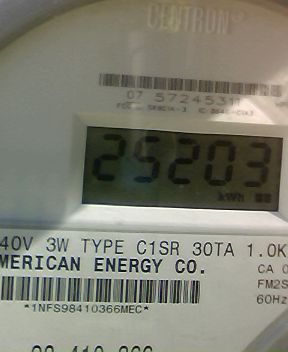 CENTRON®
07 57245311
25203
kWh
40V 3W TYPE C1SR 30TA 1.0K
MERICAN ENERGY CO.
CA 0
FM2S
60Hz
*1NFS98410366MEC*